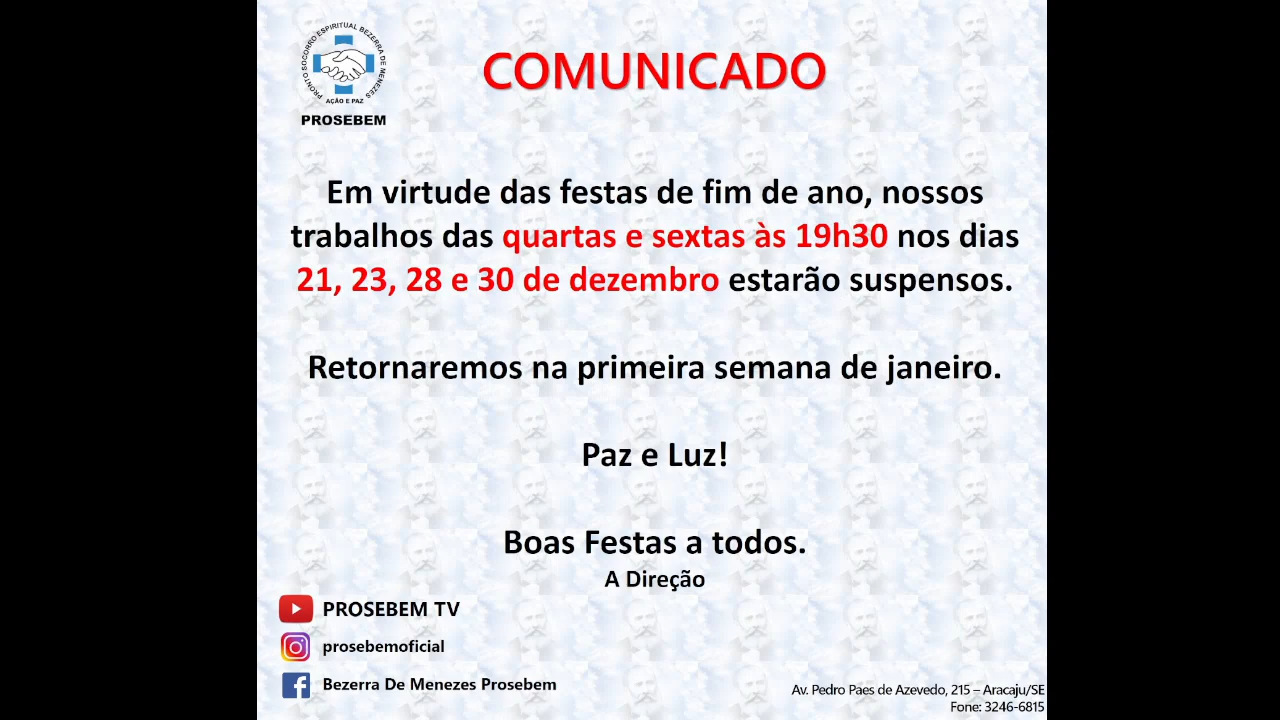 PRONTO SOCORRO ESPIRITUAL BEZERRA DE MENEZES
AÇÃO E PAZ
PROSEBEM
COMUNICADO
Em virtude das festas de fim de ano, nossos
trabalhos das quartas e sextas às 19h30 nos dias
21, 23, 28 e 30 de dezembro estarão suspensos.
Retornaremos na primeira semana de janeiro.
Paz e Luz!
Boas Festas a todos.
A Direção
PROSEBEM TV
prosebemoficial
Bezerra De Menezes Prosebem
Av. Pedro Paes de Azevedo, 215 – Aracaju/SE
Fone: 3246-6815